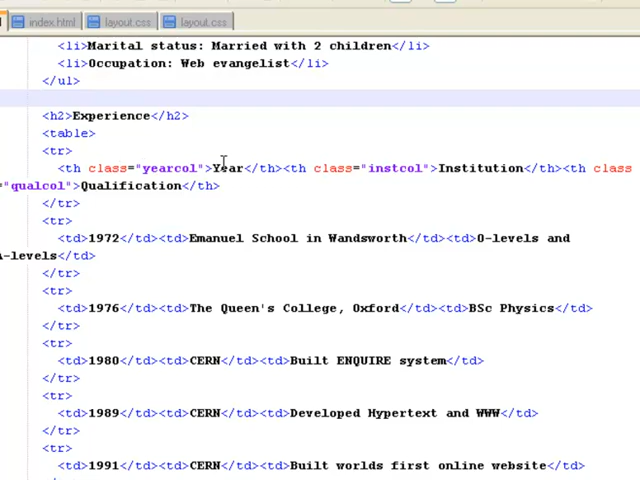 index.html layout.css layout.css
<li>Marital status: Married with 2 children</li>
<li>Occupation: Web evangelist</li>
</ul>
<h2>Experience</h2>
<table>
<tr>
<th class="yearcol">Year</th><th class="instcol">Institution</th><th class
="qualcol">Qualification</th>
</tr>
<tr>
<td>1972</td><td>Emanuel School in Wandsworth</td><td>O-levels and
A-levels</td>
</tr>
<tr>
<td>1976</td><td>The Queen's College, Oxford</td><td>BSc Physics</td>
</tr>
<tr>
<td>1980</td><td>CERN</td><td>Built ENQUIRE system</td>
</tr>
<tr>
<td>1989</td><td>CERN</td><td>Developed Hypertext and WWW</td>
</tr>
<tr>
<td>1991</td><td>CERN</td><td>Built worlds first online website</td>